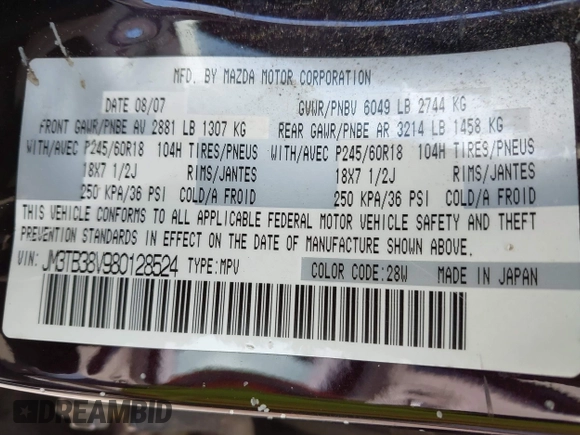 MFD. BY MAZDA MOTOR CORPORATION
DATE 08/07 GVWR/PNBV 6049 LB 2744 KG
FRONT GAWR/PNBE AV 2881 LB 1307 KG REAR GAWR/PNBE AR 3214 LB 1458 KG
WITH/AVEC P245/60R18 104H TIRES/PNEUS WITH/AVEC P245/60R18 104H TIRES/PNEUS
18X7 1/2J RIMS/JANTES 18X7 1/2J RIMS/JANTES
250 KPA/36 PSI COLD/A FROID 250 KPA/36 PSI COLD/A FROID
THIS VEHICLE CONFORMS TO ALL APPLICABLE FEDERAL MOTOR VEHICLE SAFETY AND THEFT
PREVENTION STANDARDS IN EFFECT ON THE DATE OF MANUFACTURE SHOWN ABOVE.
VIN: JM3TB38V980128524 TYPE:MPV COLOR CODE:28W MADE IN JAPAN
DREAMBID